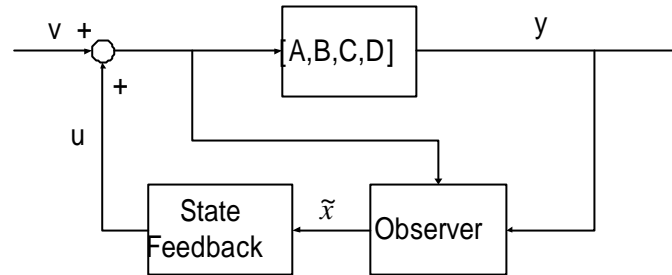 v + [A,B,C,D] y
+
u
State x̃ Observer
Feedback